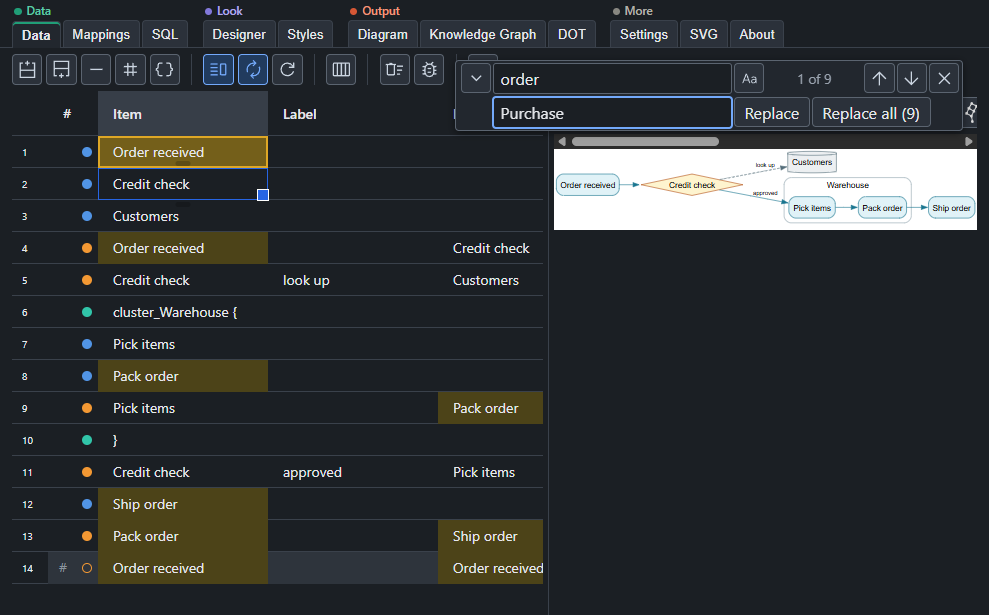 Data Look Output More
Data Mappings SQL Designer Styles Diagram Knowledge Graph DOT Settings SVG About
order Aa 1 of 9
Purchase Replace Replace all (9)
# Item Label
1 Order received
2 Credit check
3 Customers
4 Order received Credit check
5 Credit check look up Customers
6 cluster_Warehouse {
7 Pick items
8 Pack order
9 Pick items Pack order
10 }
11 Credit check approved Pick items
12 Ship order
13 Pack order Ship order
14 # Order received Order received
look up Customers
Order received Credit check Warehouse
approved
Pick items Pack order Ship order